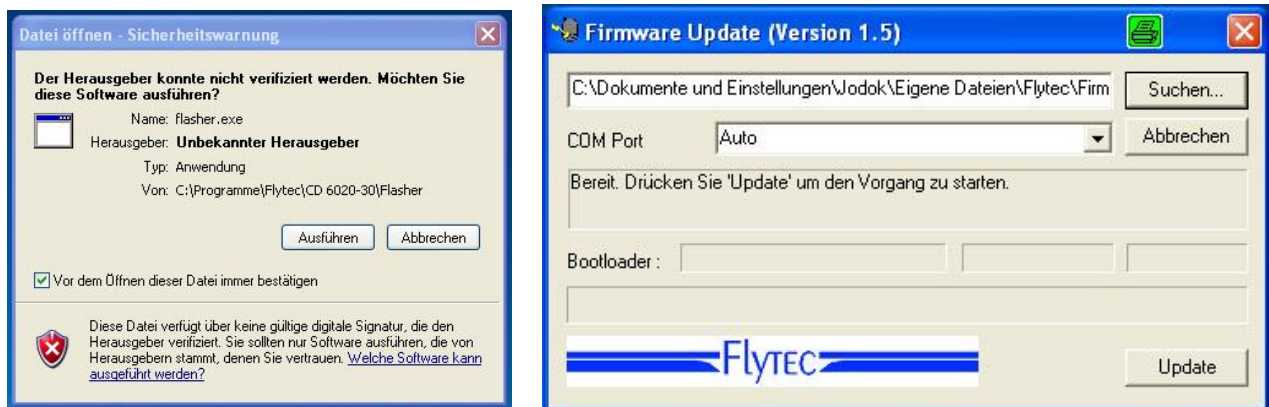 Datei öffnen - Sicherheitswarnung
Der Herausgeber konnte nicht verifiziert werden. Möchten Sie
diese Software ausführen?
Name: flasher.exe
Herausgeber: Unbekannter Herausgeber
Typ: Anwendung
Von: C:\Programme\Flytec\CD 6020-30\Flasher
Ausführen Abbrechen
Vor dem Öffnen dieser Datei immer bestätigen
Diese Datei verfügt über keine gültige digitale Signatur, die den
Herausgeber verifiziert. Sie sollten nur Software ausführen, die von
Herausgebern stammt, denen Sie vertrauen. Welche Software kann
ausgeführt werden?
Firmware Update (Version 1.5)
C:\Dokumente und Einstellungen\Jodok\Eigene Dateien\Flytec\Firm
Suchen...
COM Port Auto Abbrechen
Bereit. Drücken Sie 'Update' um den Vorgang zu starten.
Bootloader :
FLYTEC
Update